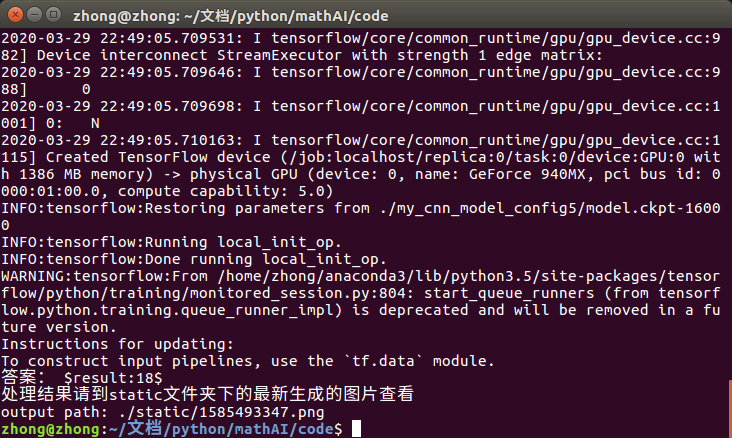 zhong@zhong: ~/文档/python/mathAI/code
2020-03-29 22:49:05.709531: I tensorflow/core/common_runtime/gpu/gpu_device.cc:9
82] Device interconnect StreamExecutor with strength 1 edge matrix:
2020-03-29 22:49:05.709646: I tensorflow/core/common_runtime/gpu/gpu_device.cc:9
88]      0
2020-03-29 22:49:05.709698: I tensorflow/core/common_runtime/gpu/gpu_device.cc:1
001] 0:   N
2020-03-29 22:49:05.710163: I tensorflow/core/common_runtime/gpu/gpu_device.cc:1
115] Created TensorFlow device (/job:localhost/replica:0/task:0/device:GPU:0 wit
h 1386 MB memory) -> physical GPU (device: 0, name: GeForce 940MX, pci bus id: 0
000:01:00.0, compute capability: 5.0)
INFO:tensorflow:Restoring parameters from ./my_cnn_model_config5/model.ckpt-1600
0
INFO:tensorflow:Running local_init_op.
INFO:tensorflow:Done running local_init_op.
WARNING:tensorflow:From /home/zhong/anaconda3/lib/python3.5/site-packages/tensor
flow/python/training/monitored_session.py:804: start_queue_runners (from tensorf
low.python.training.queue_runner_impl) is deprecated and will be removed in a fu
ture version.
Instructions for updating:
To construct input pipelines, use the `tf.data` module.
答案： $result:18$
处理结果请到static文件夹下的最新生成的图片查看
output path: ./static/1585493347.png
zhong@zhong:~/文档/python/mathAI/code$